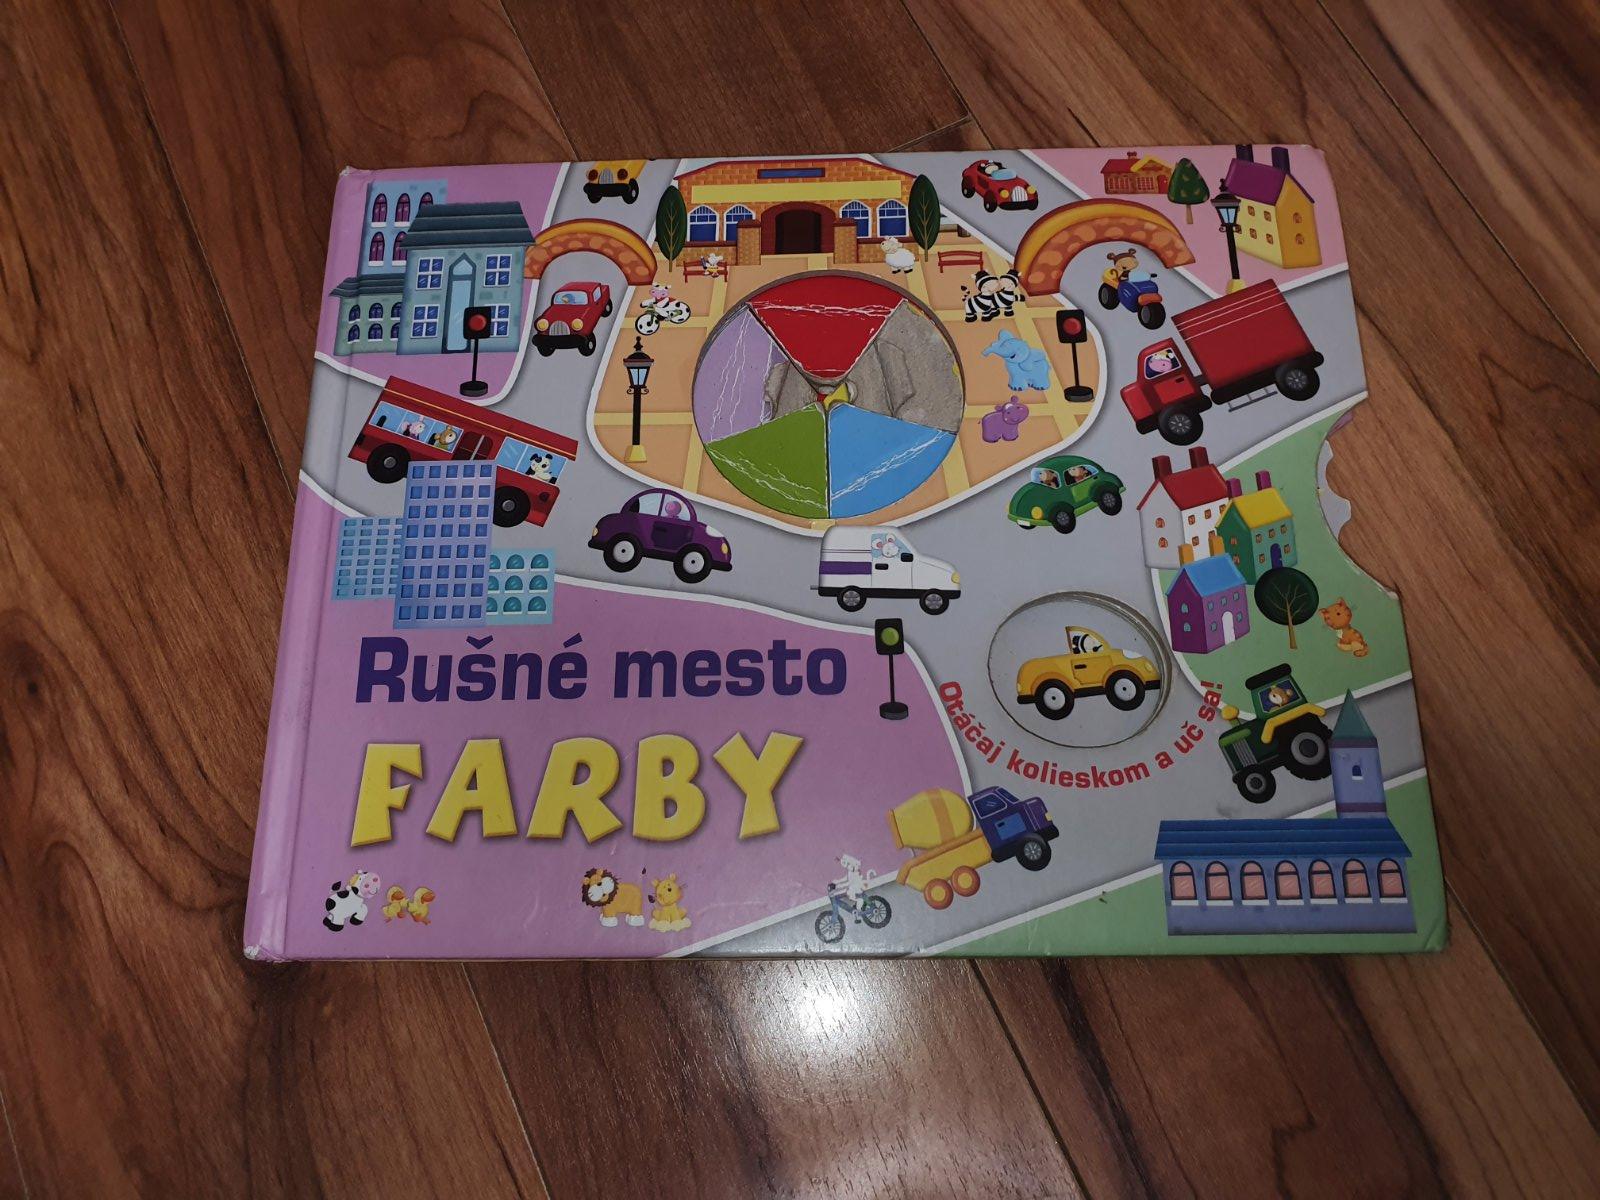 Rušné mesto
FARBY
Otáčaj kolieskom a uč sa!